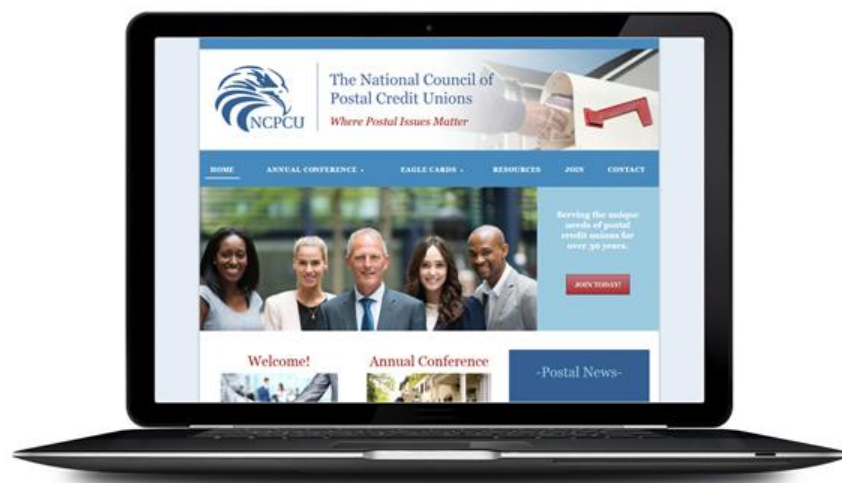 The National Council of
Postal Credit Unions
NCPCU
Where Postal Issues Matter
HOME ANNUAL CONFERENCE EAGLE CARDS RESOURCES JOIN CONTACT
Serving the unique
needs of postal
credit unions for
over 30 years.
JOIN TODAY!
Welcome!
Annual Conference
-Postal News-